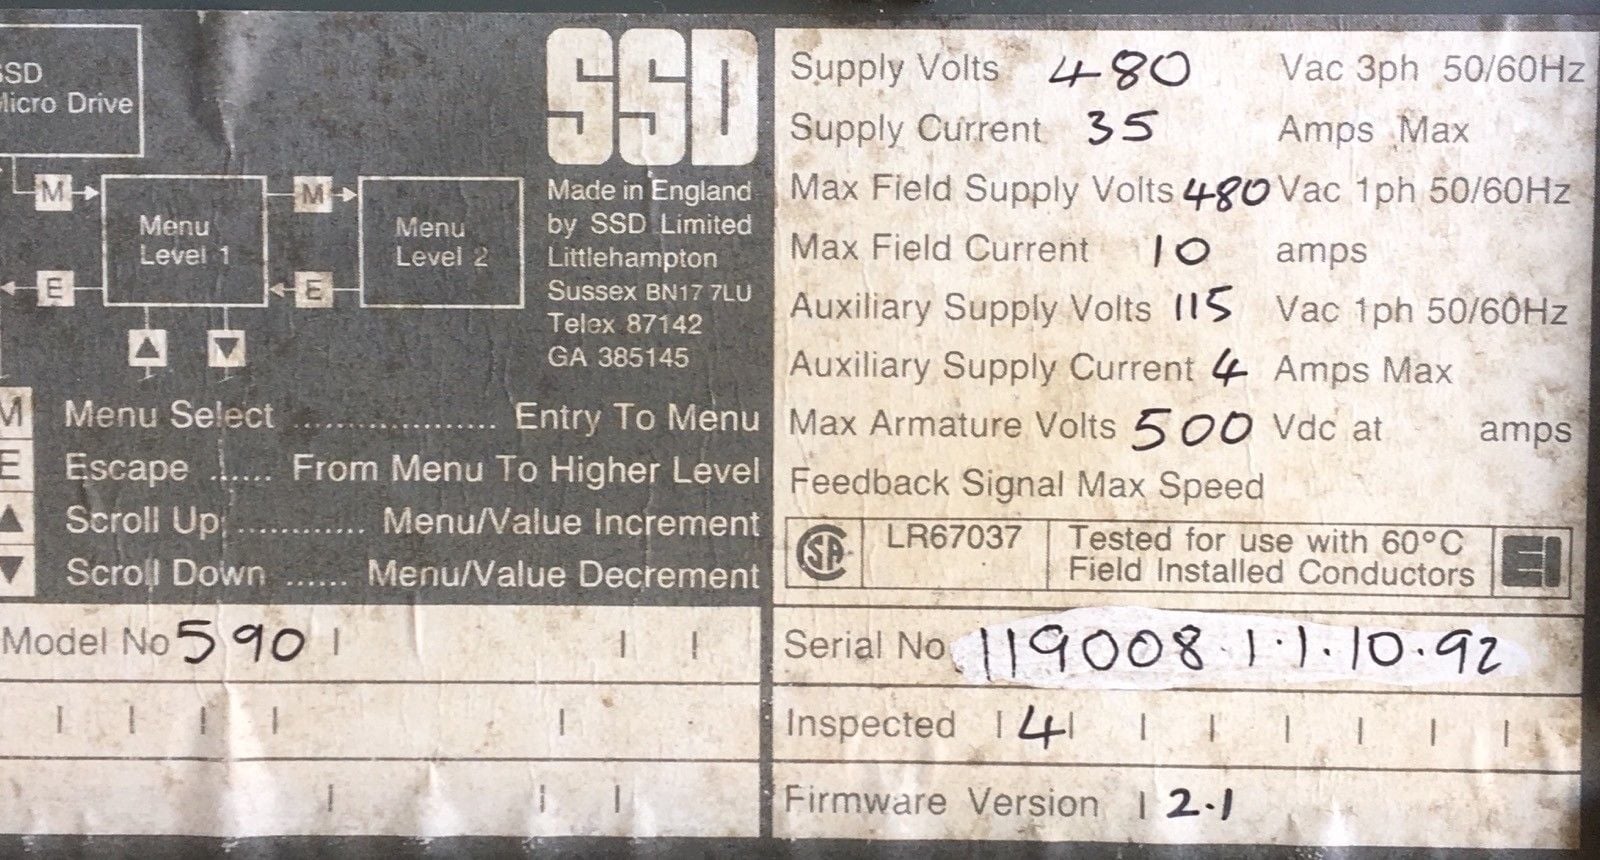 SSD
Micro Drive
M
M
Menu
Level 1
Menu
Level 2
E
E
SSD
Made in England
by SSD Limited
Littlehampton
Sussex BN17 7LU
Telex 87142
GA 385145
M Menu Select .................. Entry To Menu
E Escape ...... From Menu To Higher Level
Scroll Up ............ Menu/Value Increment
Scroll Down ...... Menu/Value Decrement
Model No 590
Supply Volts 480 Vac 3ph 50/60Hz
Supply Current 35 Amps Max
Max Field Supply Volts 480 Vac 1ph 50/60Hz
Max Field Current 10 amps
Auxiliary Supply Volts 115 Vac 1ph 50/60Hz
Auxiliary Supply Current 4 Amps Max
Max Armature Volts 500 Vdc at amps
Feedback Signal Max Speed
SA LR67037 Tested for use with 60°C
Field Installed Conductors
Serial No 119008.1.1.10.92
Inspected 4
Firmware Version 2.1